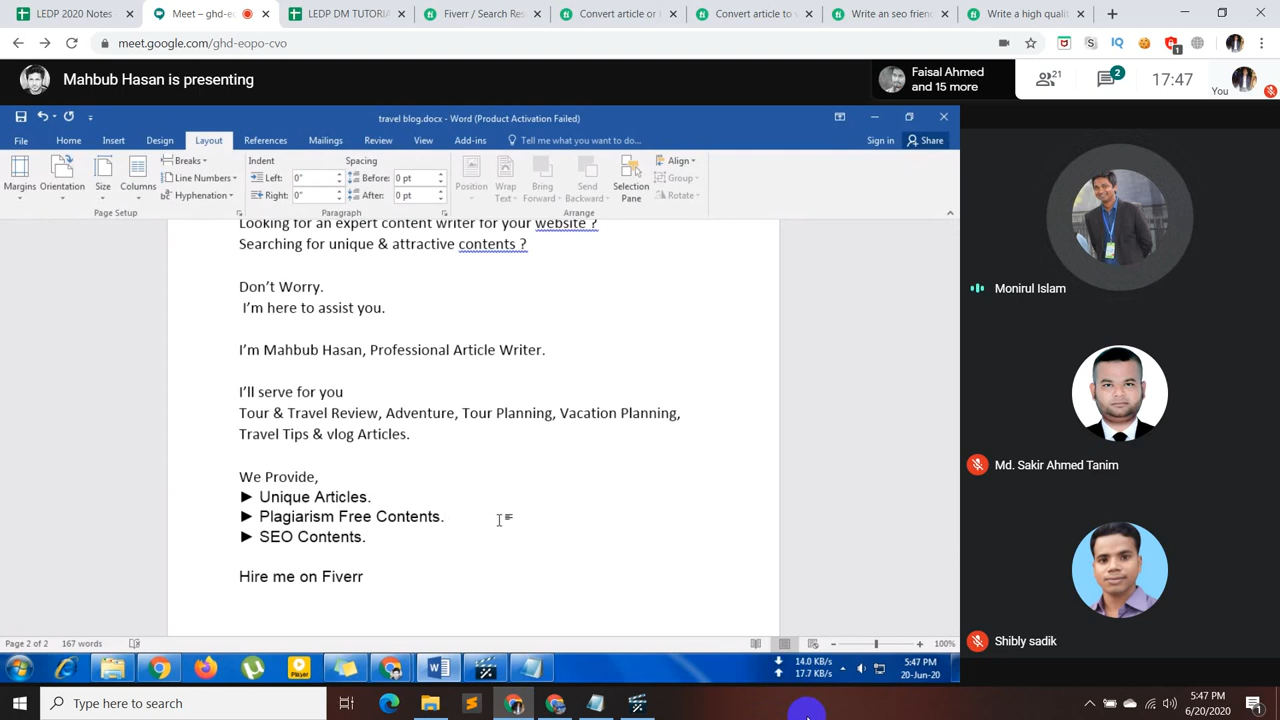 LEDP 2020 Notes
Meet – ghd-eo
LEDP DM TUTORIA
Fiverr / Search Res
Convert article or
Convert article to v
Write an seo frien
Write a high qualit
meet.google.com/ghd-eopo-cvo
1
Mahbub Hasan is presenting
Faisal Ahmed
and 15 more
21
2
17:47
You
travel blog.docx - Word (Product Activation Failed)
File
Home
Insert
Design
Layout
References
Mailings
Review
View
Add-ins
Tell me what you want to do...
Sign in
Share
Margins
Orientation
Size
Columns
Breaks
Line Numbers
Hyphenation
Page Setup
Indent
Left: 0"
Right: 0"
Spacing
Before: 0 pt
After: 0 pt
Paragraph
Position
Wrap Text
Bring Forward
Send Backward
Selection Pane
Align
Group
Rotate
Arrange
Looking for an expert content writer for your website ?
Searching for unique & attractive contents ?
Don't Worry.
I'm here to assist you.
I'm Mahbub Hasan, Professional Article Writer.
I'll serve for you
Tour & Travel Review, Adventure, Tour Planning, Vacation Planning,
Travel Tips & vlog Articles.
We Provide,
► Unique Articles.
► Plagiarism Free Contents.
► SEO Contents.
Hire me on Fiverr
Monirul Islam
Md. Sakir Ahmed Tanim
Shibly sadik
Page 2 of 2
167 words
100%
Player
14.0 KB/s
17.7 KB/s
5:47 PM
20-Jun-20
Type here to search
5:47 PM
6/20/2020
1